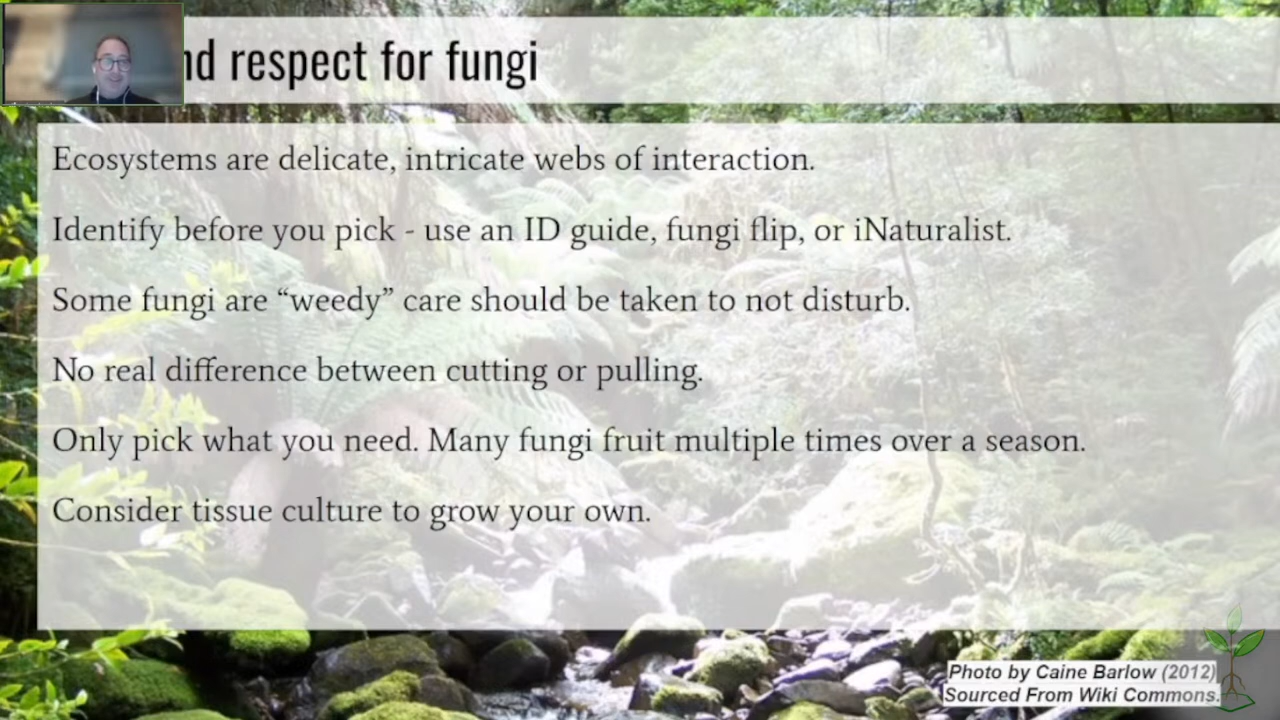 nd respect for fungi
Ecosystems are delicate, intricate webs of interaction.
Identify before you pick - use an ID guide, fungi flip, or iNaturalist.
Some fungi are “weedy” care should be taken to not disturb.
No real difference between cutting or pulling.
Only pick what you need. Many fungi fruit multiple times over a season.
Consider tissue culture to grow your own.
Photo by Caine Barlow (2012)
Sourced From Wiki Commons.